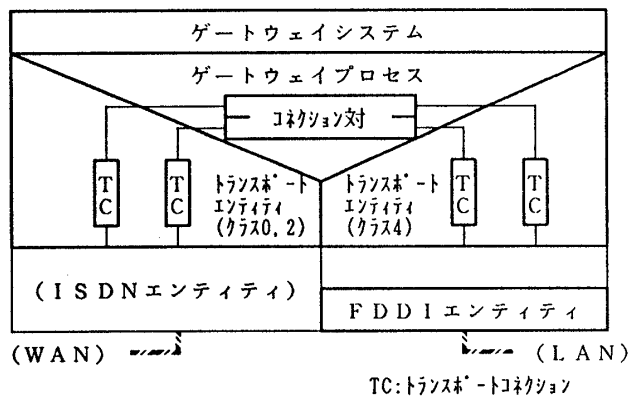 ゲートウェイシステム
ゲートウェイプロセス
コネクション対
TC
TC
トランスポート
エンティティ
(クラス0,2)
トランスポート
エンティティ
(クラス4)
TC
TC
(ISDNエンティティ)
FDDIエンティティ
(WAN)
(LAN)
TC:トランスポートコネクション